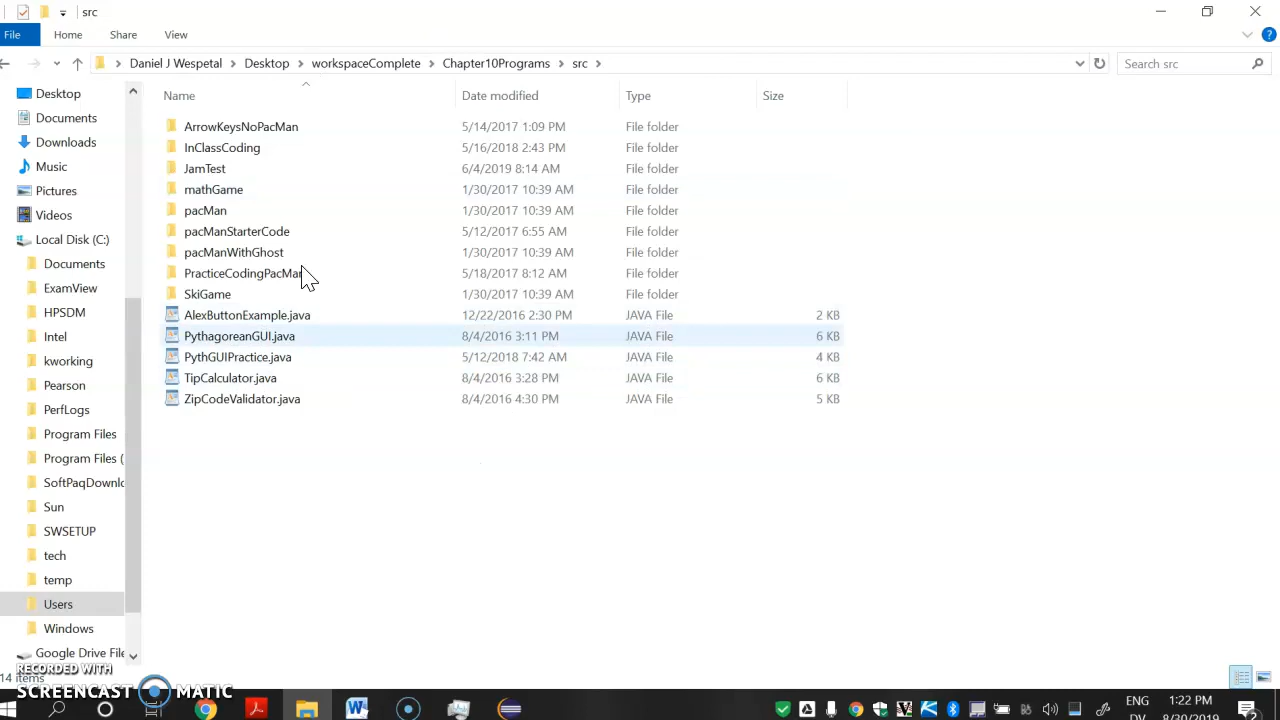 src
File Home Share View
Daniel J Wespetal Desktop workspaceComplete Chapter10Programs src Search src
Name Date modified Type Size
Desktop
Documents
Downloads
Music
Pictures
Videos
Local Disk (C:)
Documents
ExamView
HPSDM
Intel
kworking
Pearson
PerfLogs
Program Files
Program Files (
SoftPaqDownlo
Sun
SWSETUP
tech
temp
Users
Windows
Google Drive File
ArrowKeysNoPacMan 5/14/2017 1:09 PM File folder
InClassCoding 5/16/2018 2:43 PM File folder
JamTest 6/4/2019 8:14 AM File folder
mathGame 1/30/2017 10:39 AM File folder
pacMan 1/30/2017 10:39 AM File folder
pacManStarterCode 5/12/2017 6:55 AM File folder
pacManWithGhost 1/30/2017 10:39 AM File folder
PracticeCodingPacMan 5/18/2017 8:12 AM File folder
SkiGame 1/30/2017 10:39 AM File folder
AlexButtonExample.java 12/22/2016 2:30 PM JAVA File 2 KB
PythagoreanGUI.java 8/4/2016 3:11 PM JAVA File 6 KB
PythGUIPractice.java 5/12/2018 7:42 AM JAVA File 4 KB
TipCalculator.java 8/4/2016 3:28 PM JAVA File 6 KB
ZipCodeValidator.java 8/4/2016 4:30 PM JAVA File 5 KB
14 items
RECORDED WITH
SCREENCAST MATIC
ENG 1:22 PM
DV 8/30/2019 2